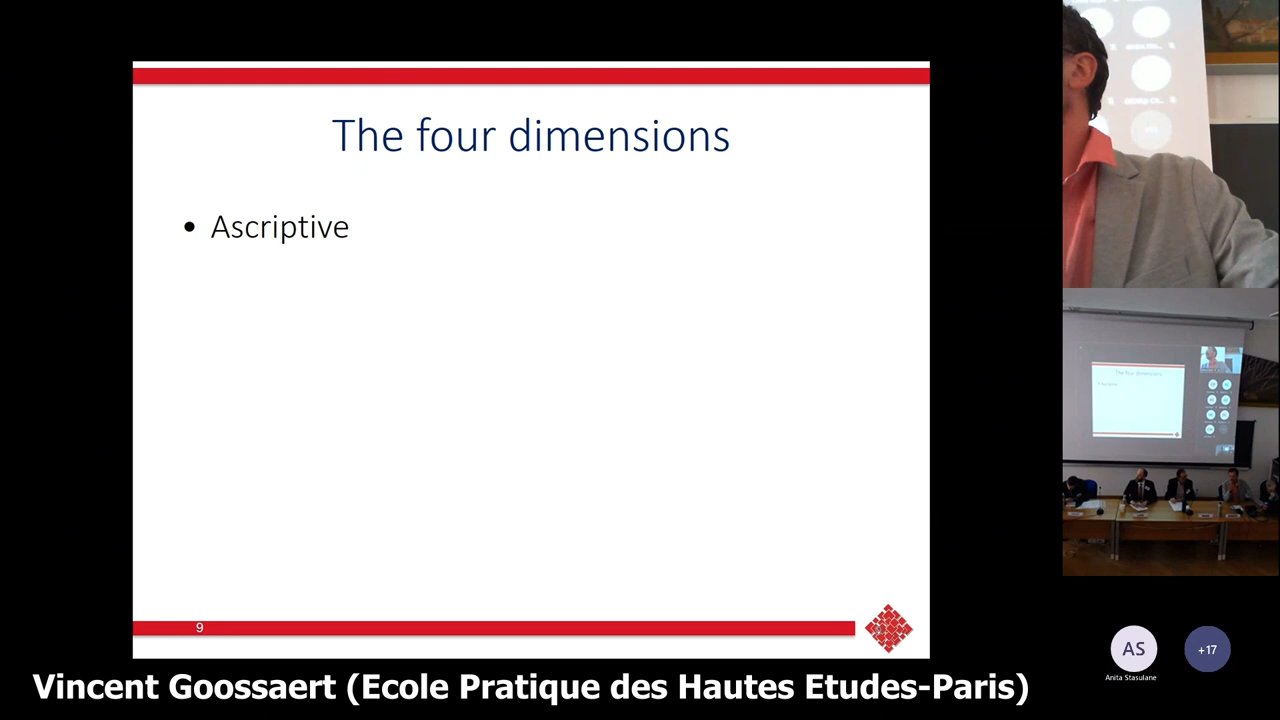 The four dimensions
• Ascriptive
9
AS
+17
Anita Stasulane
Vincent Goossaert (Ecole Pratique des Hautes Etudes-Paris)